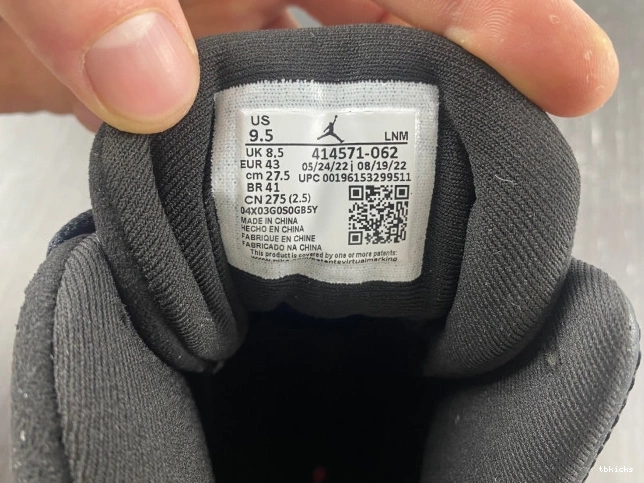 US
9.5 LNM
UK 8,5 414571-062
EUR 43 05/24/22 | 08/19/22
cm 27.5 UPC 00196153299511
BR 41
CN 275 (2.5)
04X03G0S0GB5Y
MADE IN CHINA
HECHO EN CHINA
FABRIQUE EN CHINE
FABRICADO NA CHINA
This product is covered by one or more patents:
tbkicks